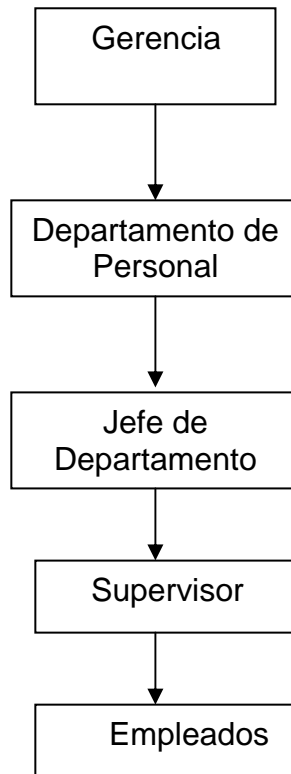 Gerencia
Departamento de
Personal
Jefe de
Departamento
Supervisor
Empleados